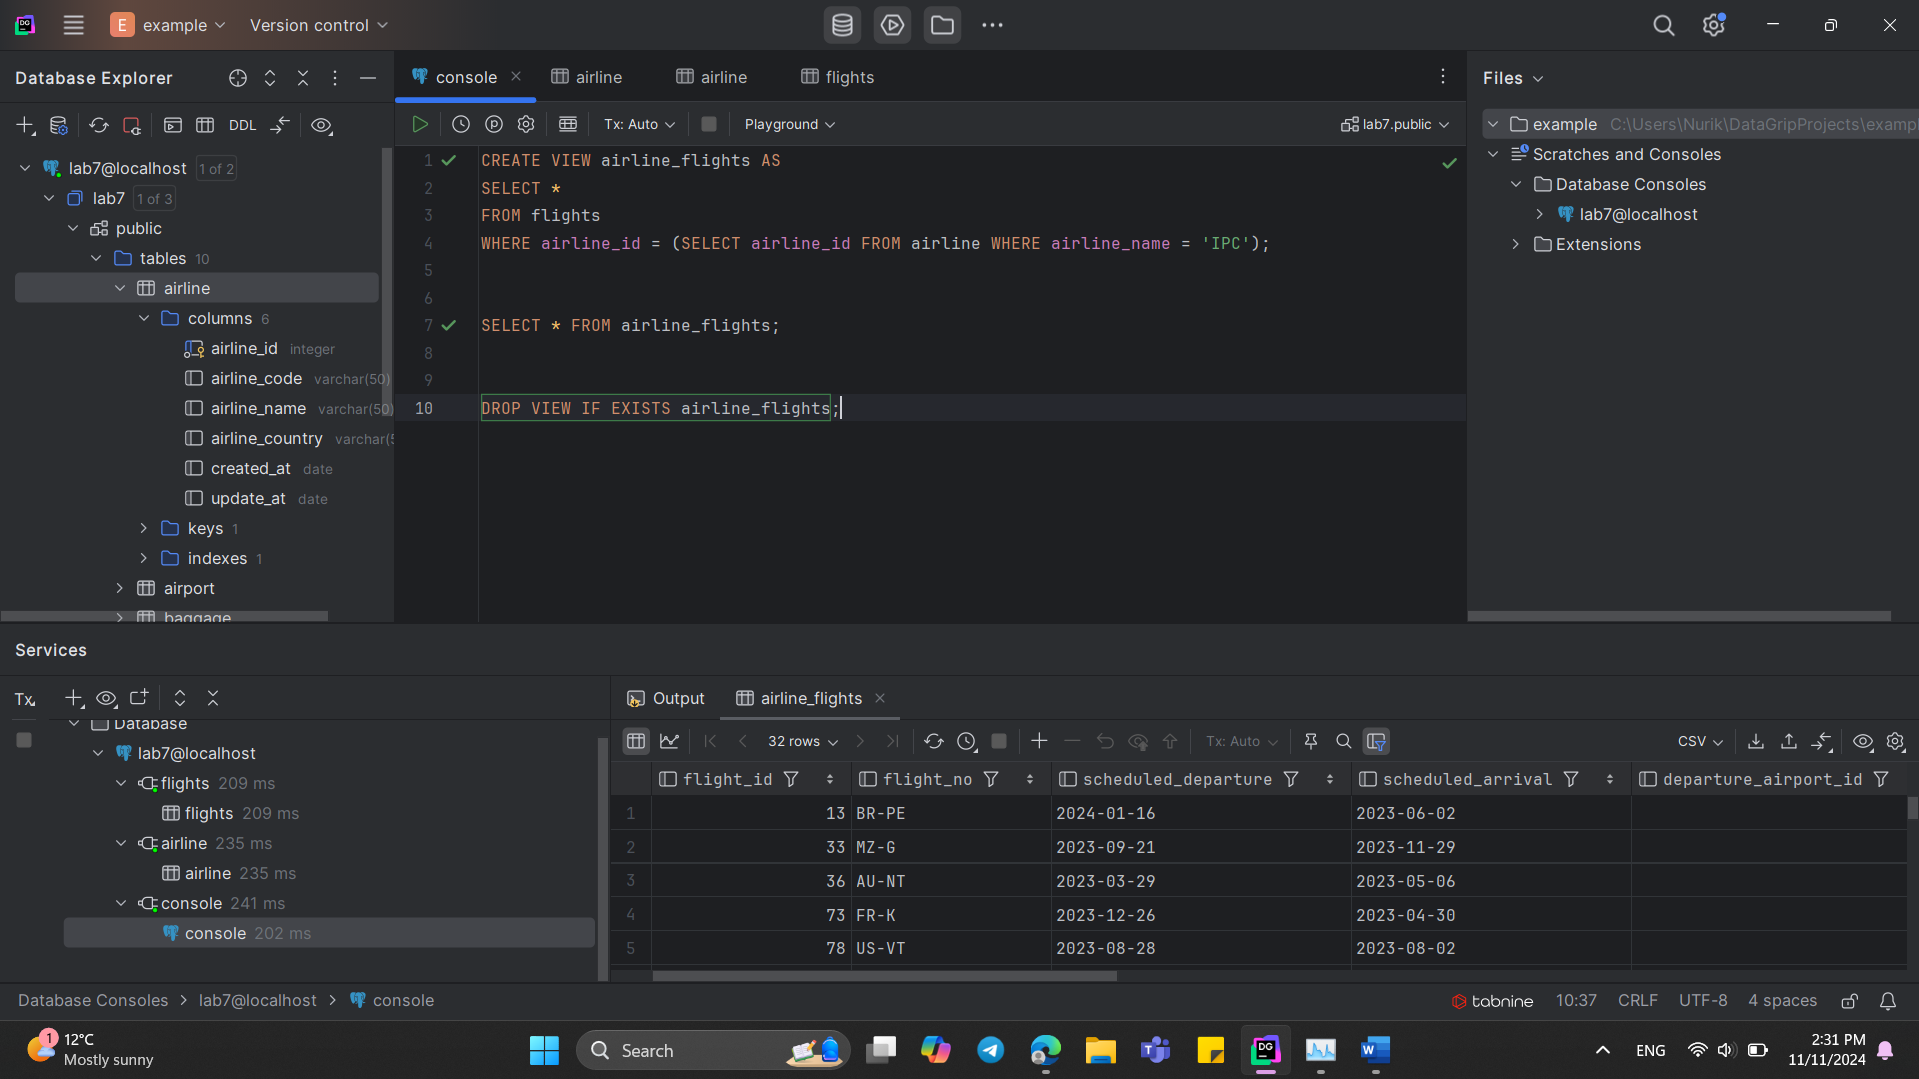 DG
E example
Version control
Database Explorer
DDL
lab7@localhost 1 of 2
lab7 1 of 3
public
tables 10
airline
columns 6
airline_id integer
airline_code varchar(50)
airline_name varchar(50)
airline_country
created_at date
update_at date
keys 1
indexes 1
airport
baggage
console
airline
airline
flights
Tx: Auto
Playground
lab7.public
1 CREATE VIEW airline_flights AS
2 SELECT *
3 FROM flights
4 WHERE airline_id = (SELECT airline_id FROM airline WHERE airline_name = 'IPC');
5
6
7 SELECT * FROM airline_flights;
8
9
10 DROP VIEW IF EXISTS airline_flights;
Files
example C:\Users\Nurik\DataGripProjects\exampl
Scratches and Consoles
Database Consoles
lab7@localhost
Extensions
Services
Tx
Database
lab7@localhost
flights 209 ms
flights 209 ms
airline 235 ms
airline 235 ms
console 241 ms
console 202 ms
Output
airline_flights
32 rows
Tx: Auto
CSV
flight_id flight_no scheduled_departure scheduled_arrival departure_airport_id
1 13 BR-PE 2024-01-16 2023-06-02
2 33 MZ-G 2023-09-21 2023-11-29
3 36 AU-NT 2023-03-29 2023-05-06
4 73 FR-K 2023-12-26 2023-04-30
5 78 US-VT 2023-08-28 2023-08-02
Database Consoles > lab7@localhost > console
tabnine 10:37 CRLF UTF-8 4 spaces
1
12°C
Mostly sunny
Search
DG
ENG
2:31 PM
11/11/2024